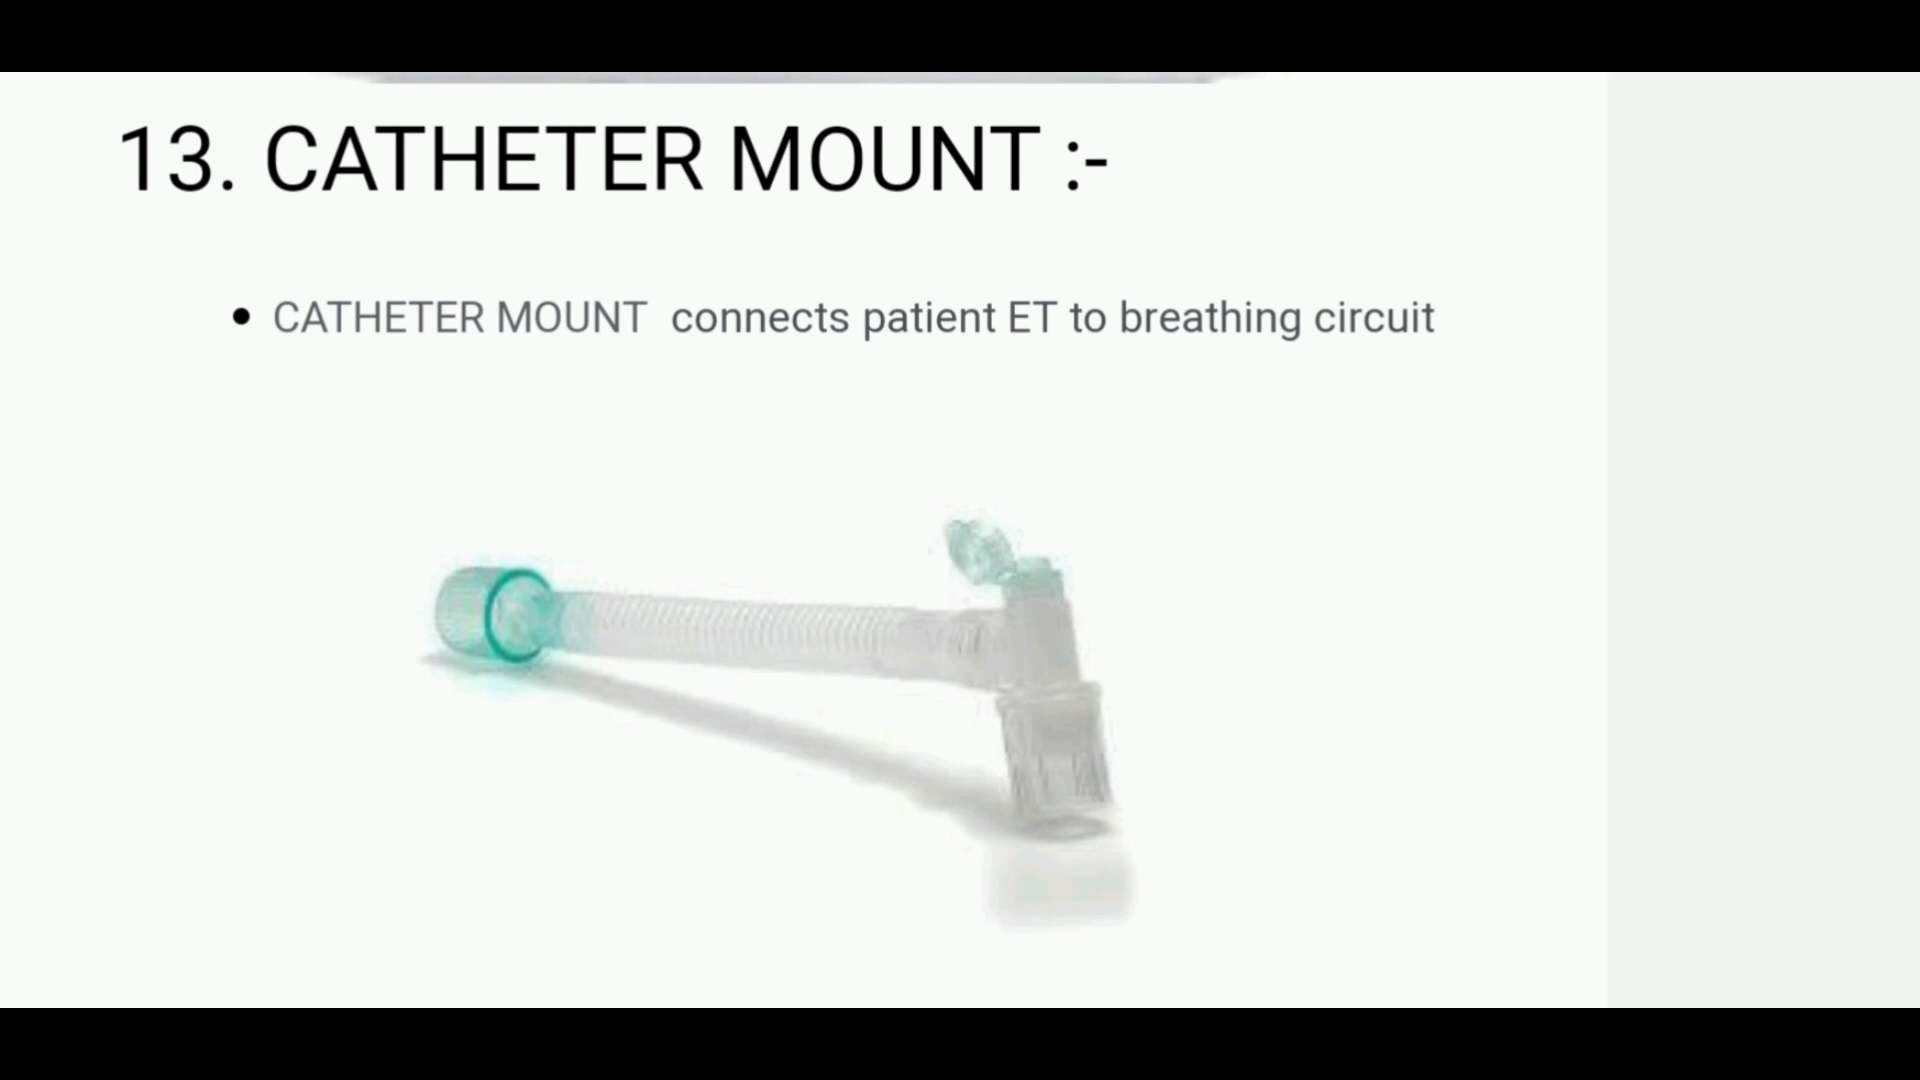 13. CATHETER MOUNT :-
• CATHETER MOUNT connects patient ET to breathing circuit